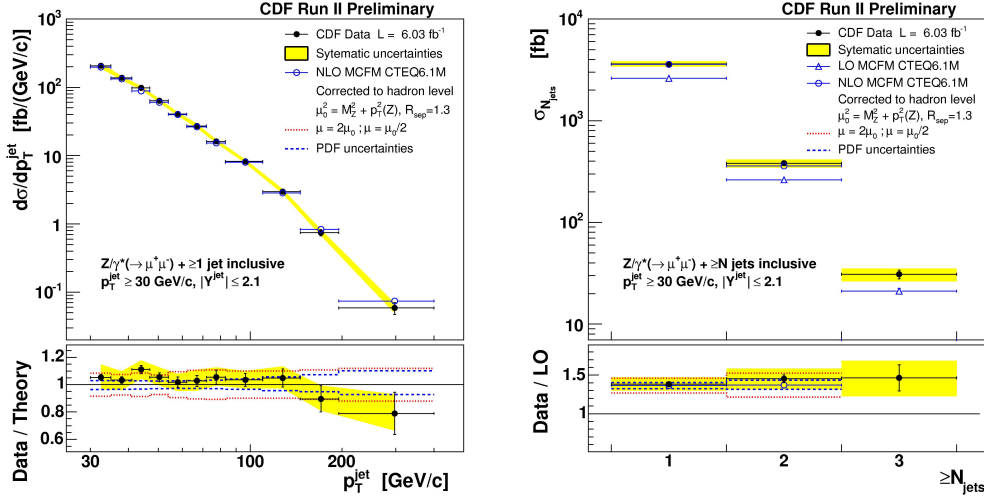 CDF Run II Preliminary
dσ/dp_T^jet [fb/(GeV/c)]
10³
10²
10
1
10⁻¹
CDF Data L = 6.03 fb⁻¹
Sytematic uncertainties
NLO MCFM CTEQ6.1M
Corrected to hadron level
μ₀² = M_Z² + p_T²(Z), R_sep=1.3
μ = 2μ₀ ; μ = μ₀/2
PDF uncertainties
Z/γ*(→ μ⁺μ⁻) + ≥1 jet inclusive
p_T^jet ≥ 30 GeV/c, |Y^jet| ≤ 2.1
Data / Theory
1.2
1
0.8
0.6
30
100
200
p_T^jet [GeV/c]
CDF Run II Preliminary
σ_Njets [fb]
10⁴
10³
10²
10
CDF Data L = 6.03 fb⁻¹
Systematic uncertainties
LO MCFM CTEQ6.1M
NLO MCFM CTEQ6.1M
Corrected to hadron level
μ₀² = M_Z² + p_T²(Z), R_sep=1.3
μ = 2μ₀ ; μ = μ₀/2
PDF uncertainties
Z/γ*(→ μ⁺μ⁻) + ≥N jets inclusive
p_T^jet ≥ 30 GeV/c, |Y^jet| ≤ 2.1
Data / LO
1.5
1
1
2
3
≥N_jets